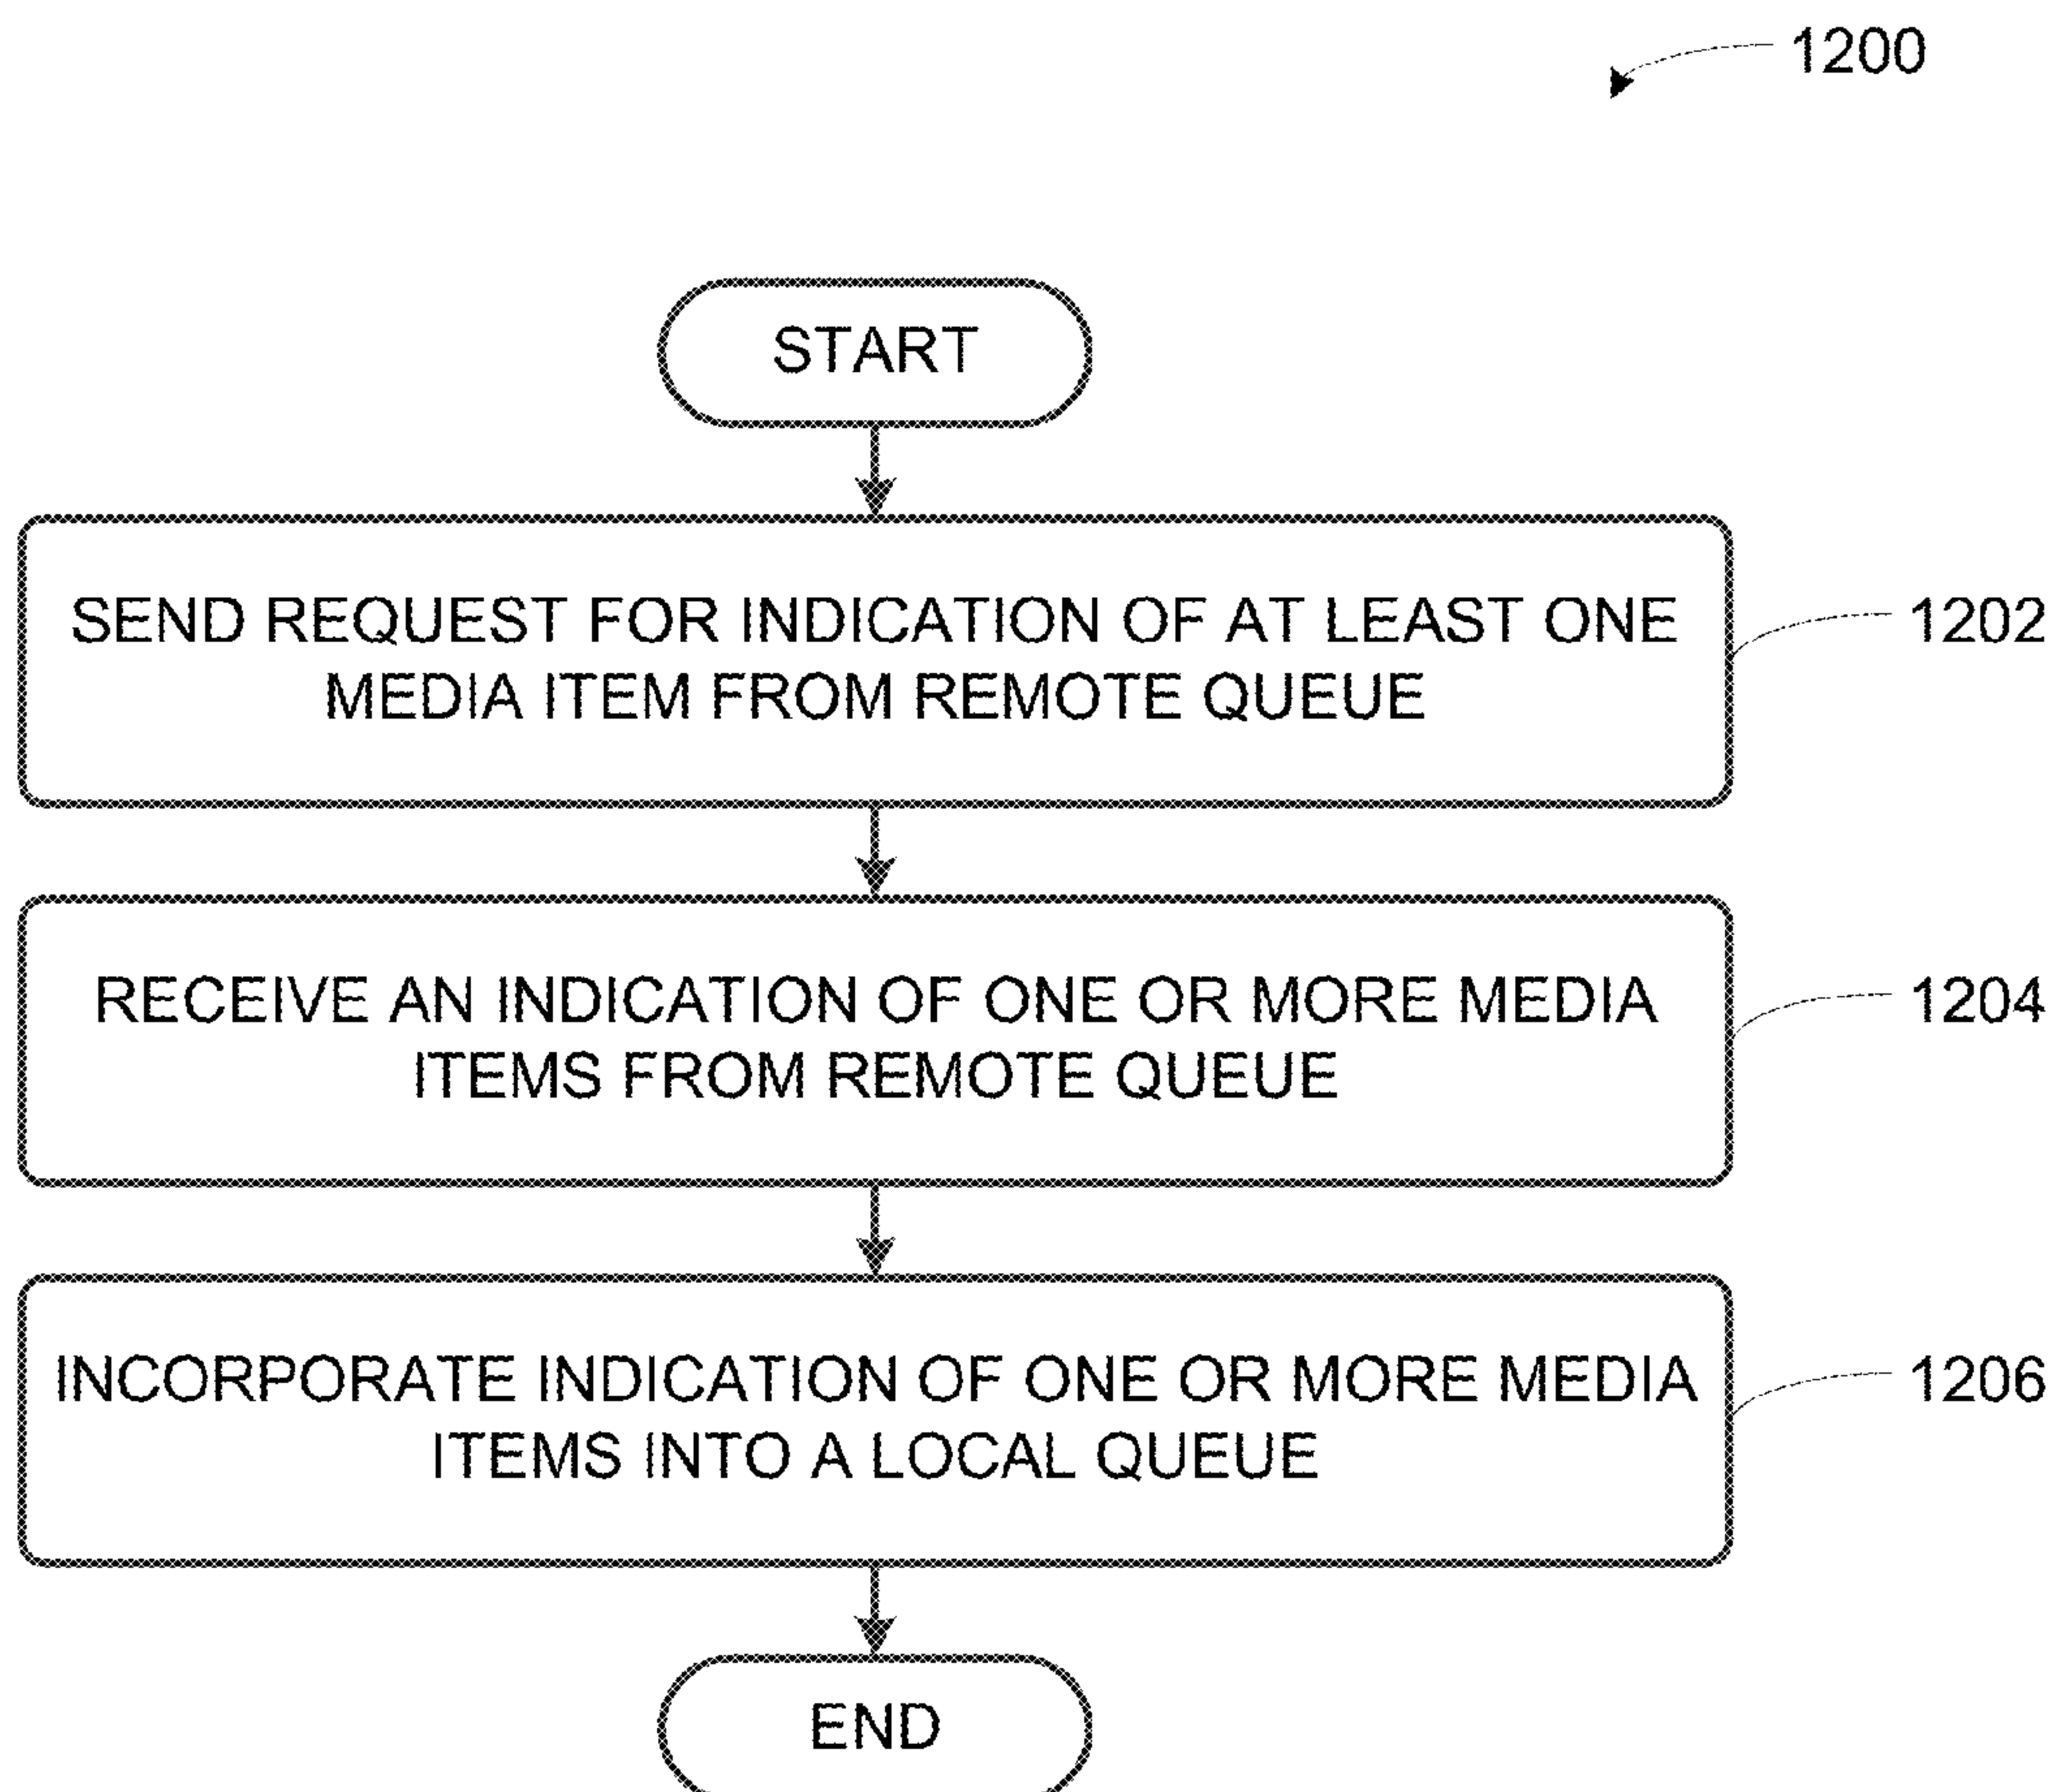 1200
START
SEND REQUEST FOR INDICATION OF AT LEAST ONE
MEDIA ITEM FROM REMOTE QUEUE
1202
RECEIVE AN INDICATION OF ONE OR MORE MEDIA
ITEMS FROM REMOTE QUEUE
1204
INCORPORATE INDICATION OF ONE OR MORE MEDIA
ITEMS INTO A LOCAL QUEUE
1206
END